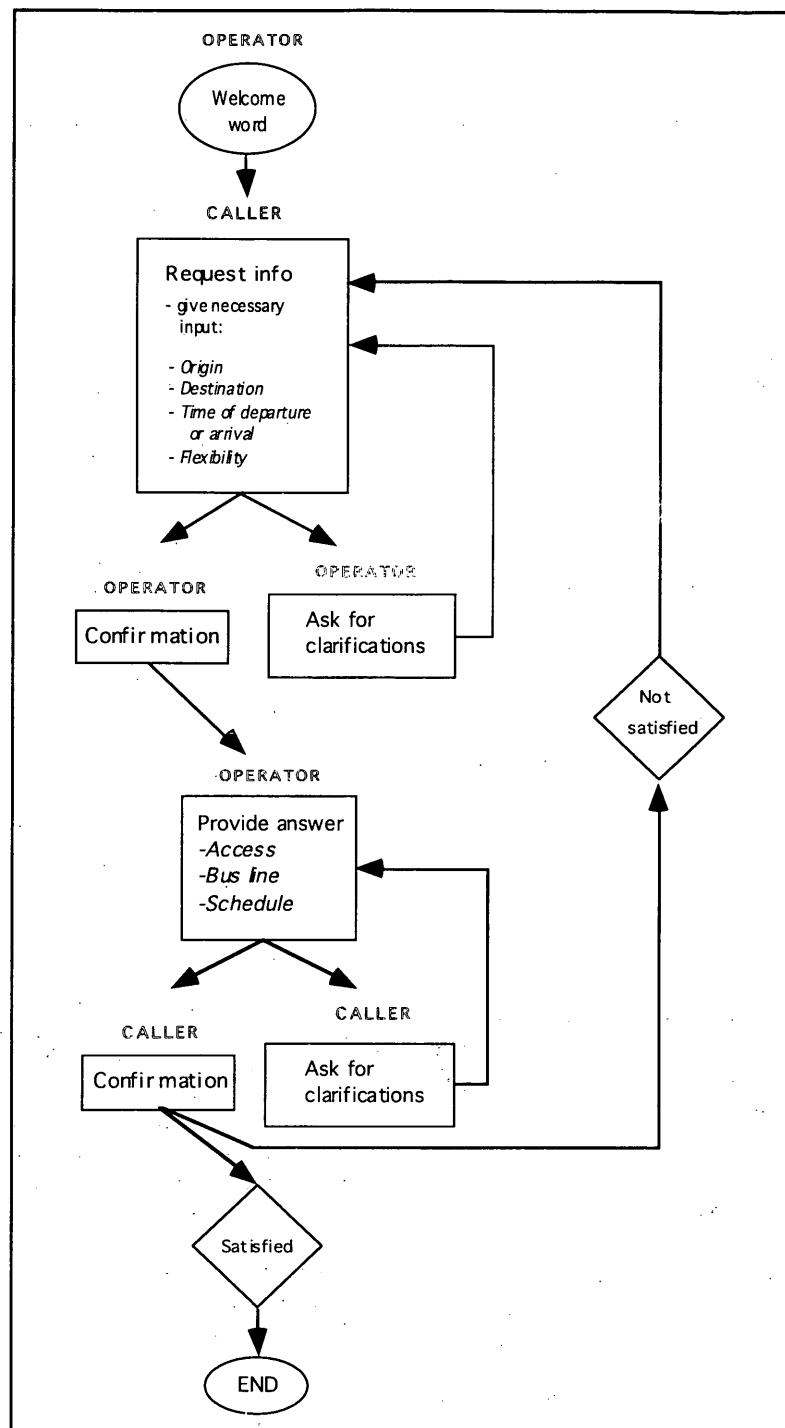 OPERATOR
Welcome
word
CALLER
Request info
- give necessary
input:
- Origin
- Destination
- Time of departure
or arrival
- Flexibility
OPERATOR
Confirmation
OPERATOR
Ask for
clarifications
Not
satisfied
OPERATOR
Provide answer
-Access
-Bus line
-Schedule
CALLER
Confirmation
CALLER
Ask for
clarifications
Satisfied
END